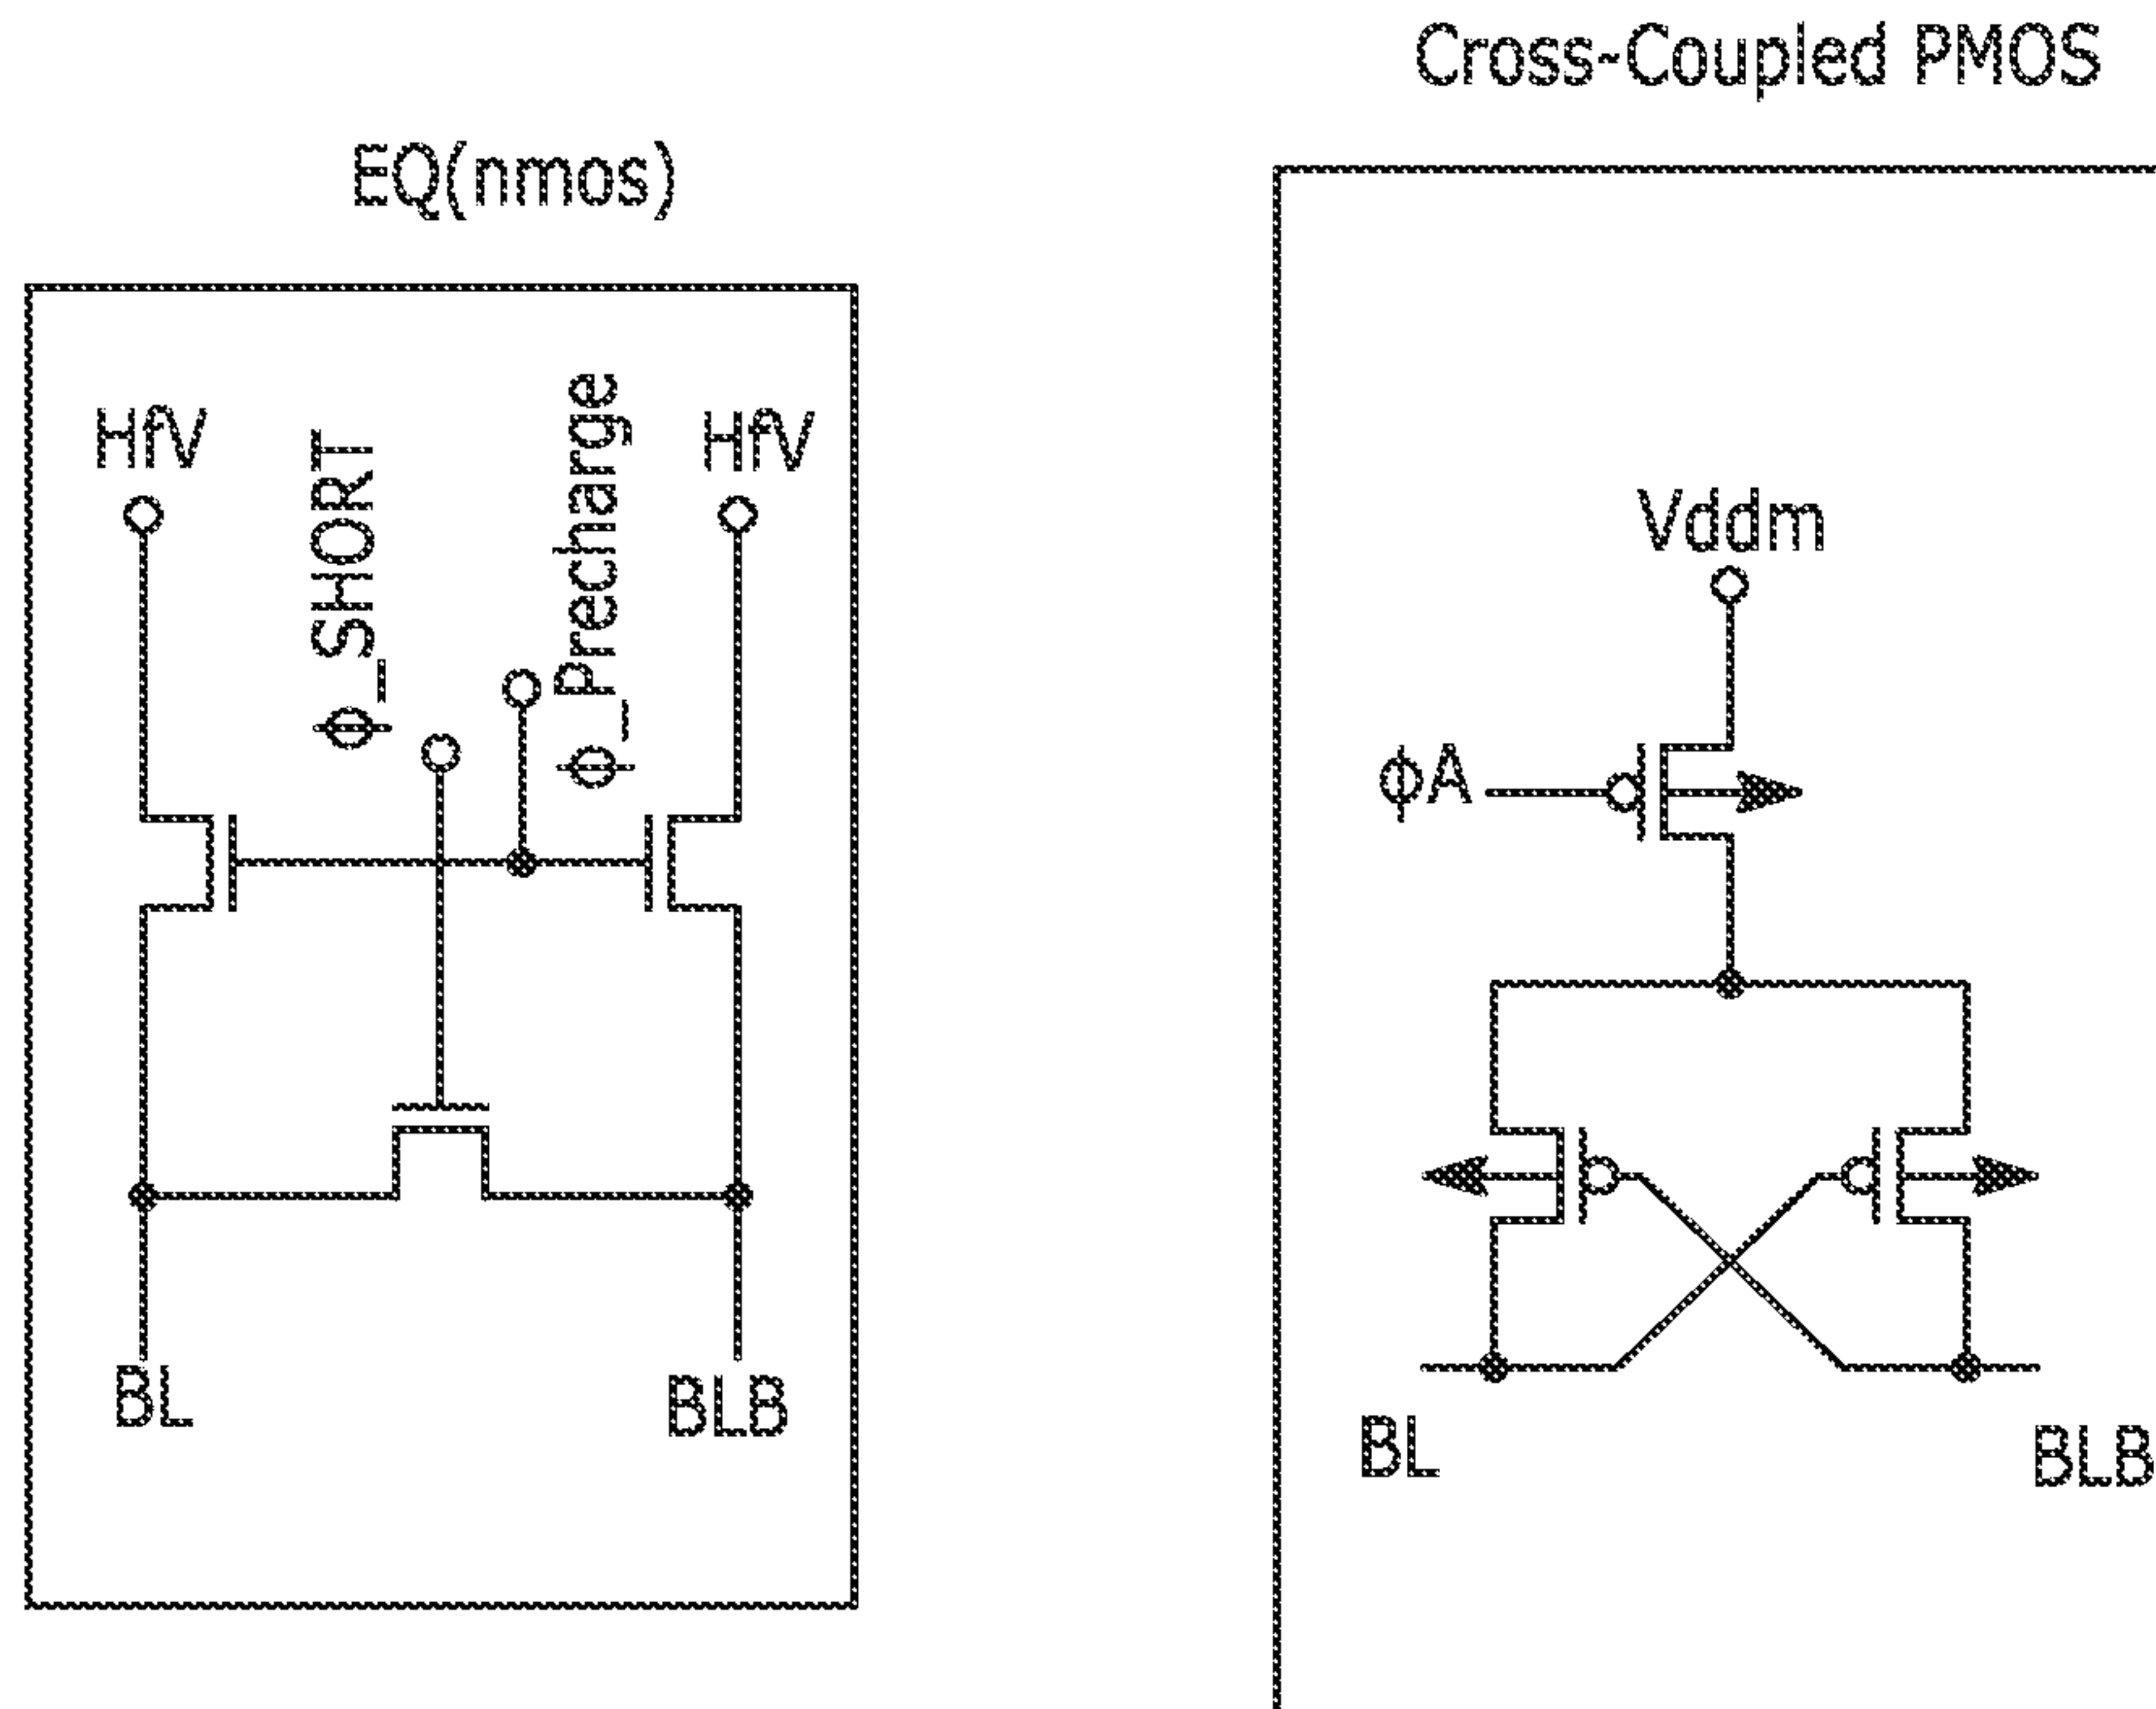 EQ(nmos)
HfV
ϕ_SHORT
ϕ_Precharge
HfV
BL
BLB
Cross-Coupled PMOS
Vddm
ϕA
BL
BLB